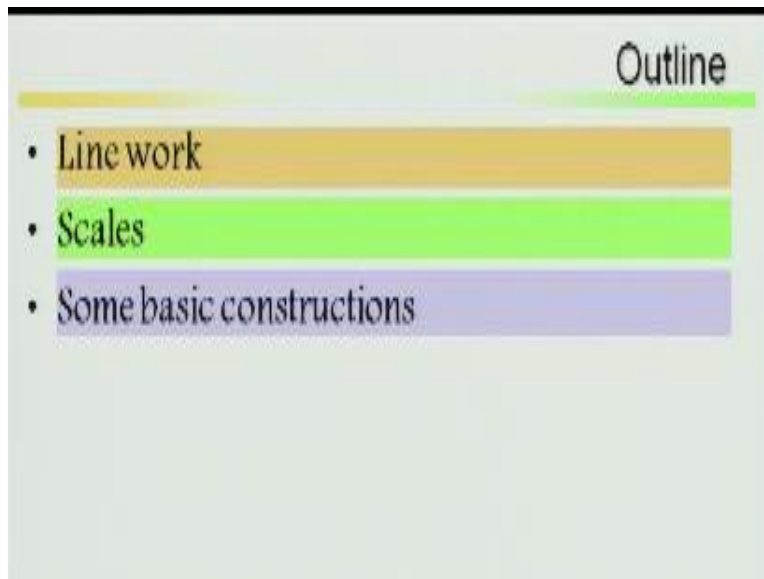 Outline
• Line work
• Scales
• Some basic constructions